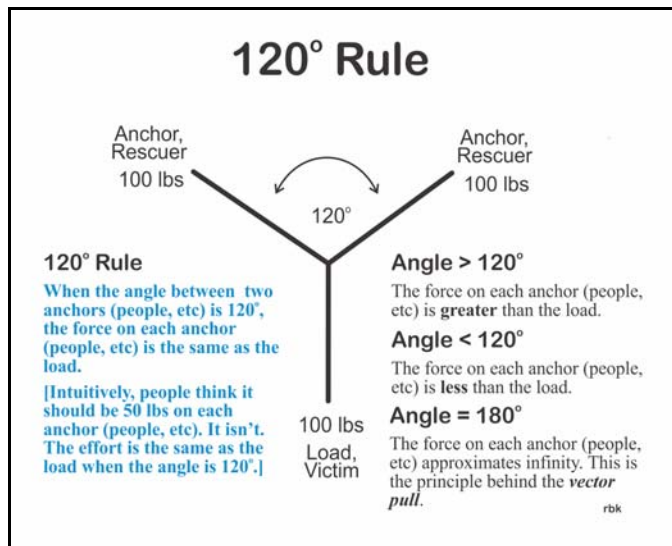 120° Rule
Anchor,
Rescuer
100 lbs
Anchor,
Rescuer
100 lbs
120°
120° Rule
When the angle between two
anchors (people, etc) is 120°,
the force on each anchor
(people, etc) is the same as the
load.
[Intuitively, people think it
should be 50 lbs on each
anchor (people, etc). It isn't.
The effort is the same as the
load when the angle is 120°.]
100 lbs
Load,
Victim
Angle > 120°
The force on each anchor (people,
etc) is greater than the load.
Angle < 120°
The force on each anchor (people,
etc) is less than the load.
Angle = 180°
The force on each anchor (people,
etc) approximates infinity. This is
the principle behind the vector
pull.
rbk